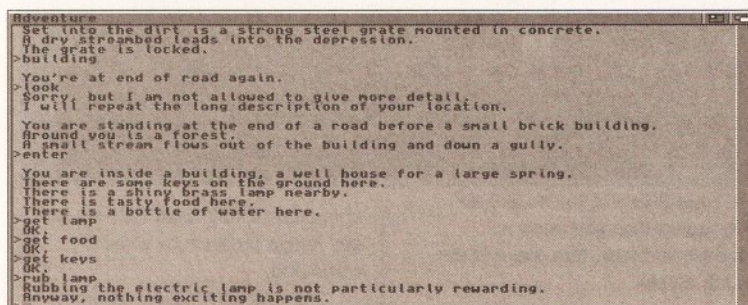 Adventure
Set into the dirt is a strong steel grate mounted in concrete.
A dry streambed leads into the depression.
The grate is locked.
>building
You're at end of road again.
>look
Sorry, but I am not allowed to give more detail.
I will repeat the long description of your location.
You are standing at the end of a road before a small brick building.
Around you is a forest.
A small stream flows out of the building and down a gully.
>enter
You are inside a building, a well house for a large spring.
There are some keys on the ground here.
There is a shiny brass lamp nearby.
There is tasty food here.
There is a bottle of water here.
>get lamp
OK.
>get food
OK.
>get keys
OK.
>rub lamp
Rubbing the electric lamp is not particularly rewarding.
Anyway, nothing exciting happens.